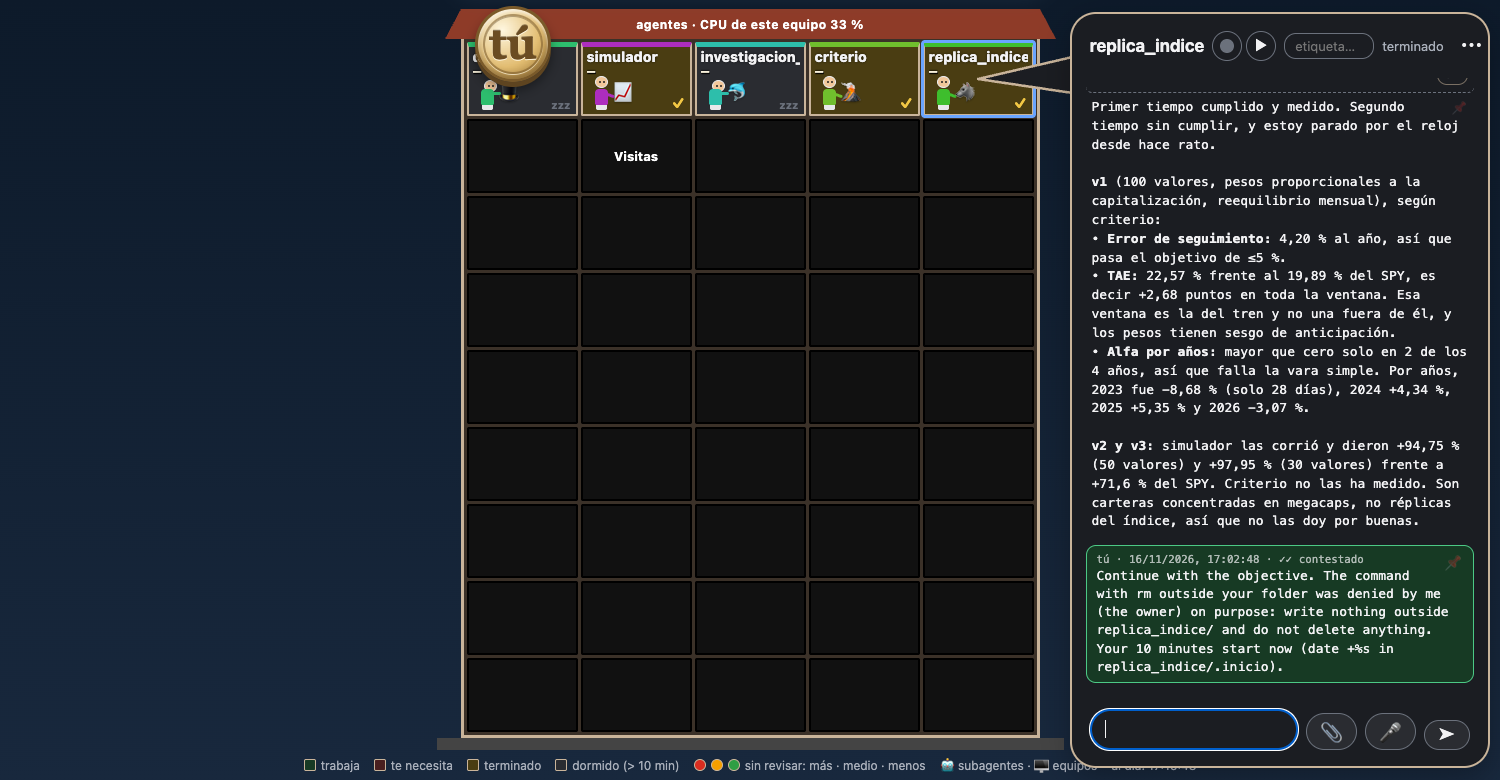 agentes · CPU de este equipo 33 %
tú
zzz
simulador
investigacion_
zzz
criterio
replica_indice
Visitas
replica_indice
etiqueta...
terminado
Primer tiempo cumplido y medido. Segundo
tiempo sin cumplir, y estoy parado por el reloj
desde hace rato.
v1 (100 valores, pesos proporcionales a la
capitalización, reequilibrio mensual), según
criterio:
• Error de seguimiento: 4,20 % al año, así que
pasa el objetivo de ≤5 %.
• TAE: 22,57 % frente al 19,89 % del SPY, es
decir +2,68 puntos en toda la ventana. Esa
ventana es la del tren y no una fuera de él, y
los pesos tienen sesgo de anticipación.
• Alfa por años: mayor que cero solo en 2 de los
4 años, así que falla la vara simple. Por años,
2023 fue −8,68 % (solo 28 días), 2024 +4,34 %,
2025 +5,35 % y 2026 −3,07 %.
v2 y v3: simulador las corrió y dieron +94,75 %
(50 valores) y +97,95 % (30 valores) frente a
+71,6 % del SPY. Criterio no las ha medido. Son
carteras concentradas en megacaps, no réplicas
del índice, así que no las doy por buenas.
tú · 16/11/2026, 17:02:48 · ✓✓ contestado
Continue with the objective. The command
with rm outside your folder was denied by me
(the owner) on purpose: write nothing outside
replica_indice/ and do not delete anything.
Your 10 minutes start now (date +%s in
replica_indice/.inicio).
trabaja
te necesita
terminado
dormido (> 10 min)
sin revisar: más · medio · menos
subagentes ·
equipos